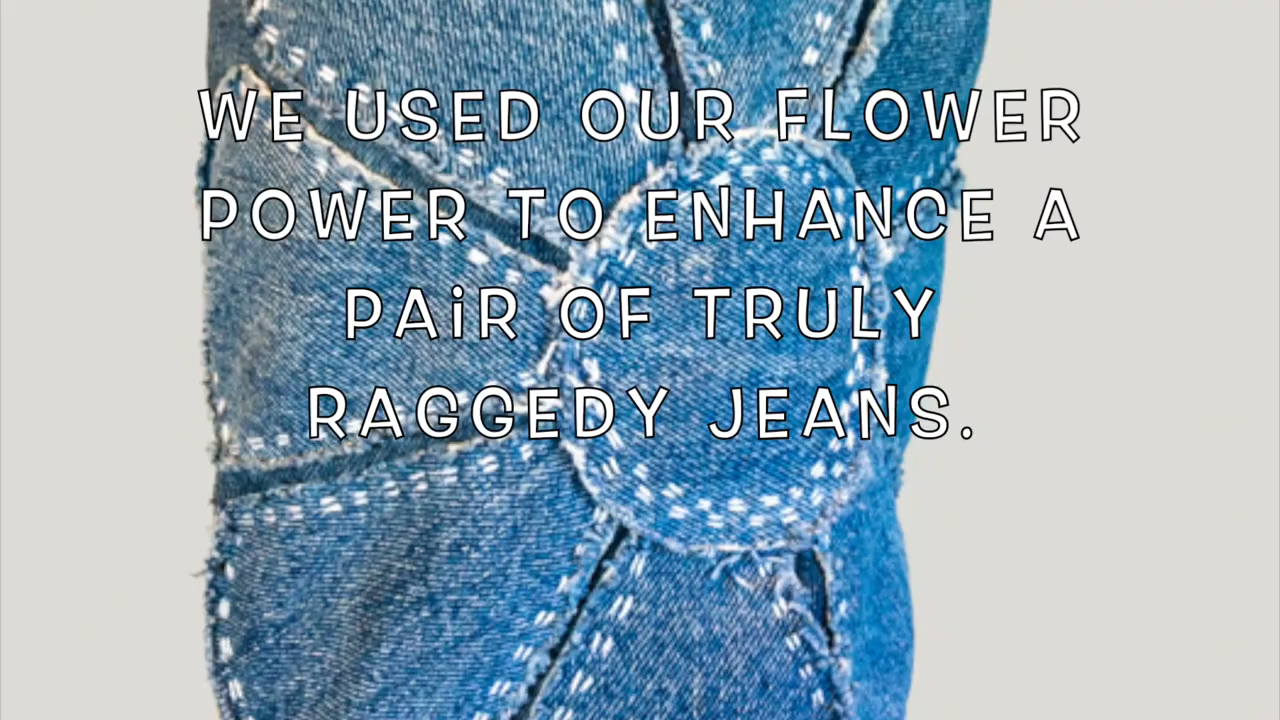 WE USED OUR FLOWER
POWER TO ENHANCE A
PAiR OF TRULY
RAGGEDY JEANS.